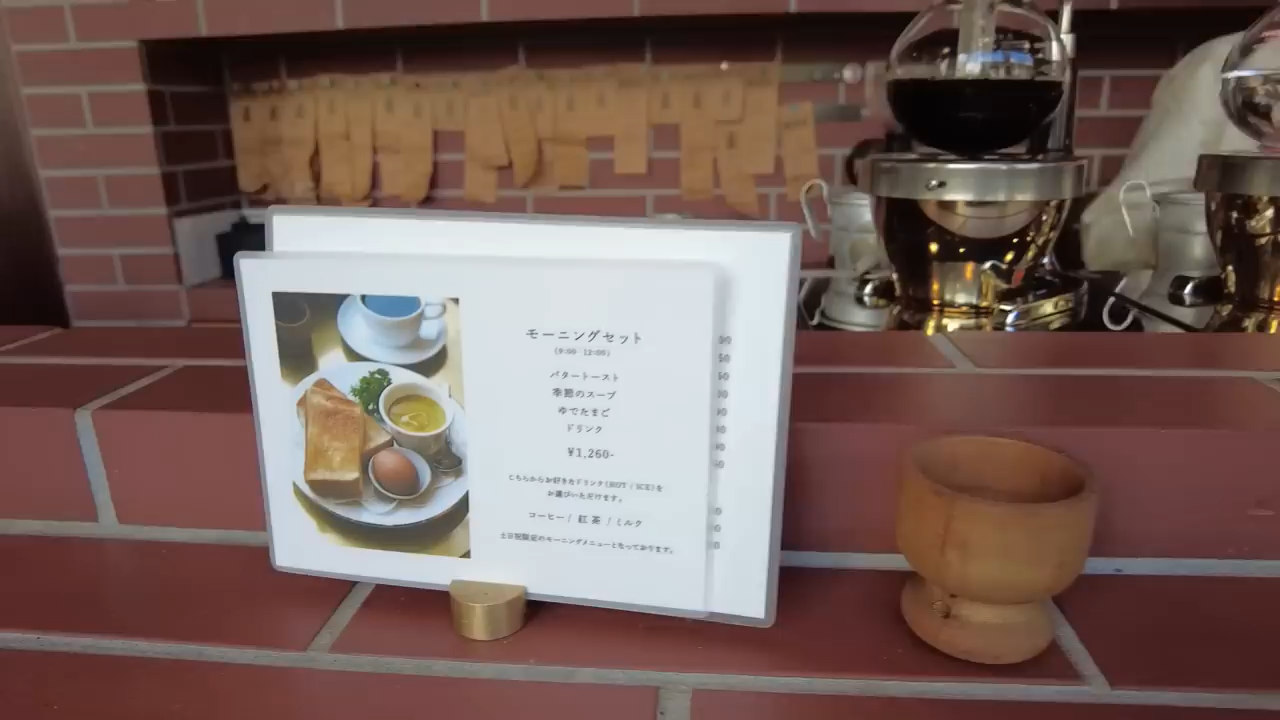 モーニングセット
(9:00 - 12:00)
バタートースト
季節のスープ
ゆでたまご
ドリンク
¥1,260-
こちらからお好きなドリンク(HOT / ICE)を
お選びいただけます。
コーヒー / 紅茶 / ミルク
土日祝限定のモーニングメニューとなっております。